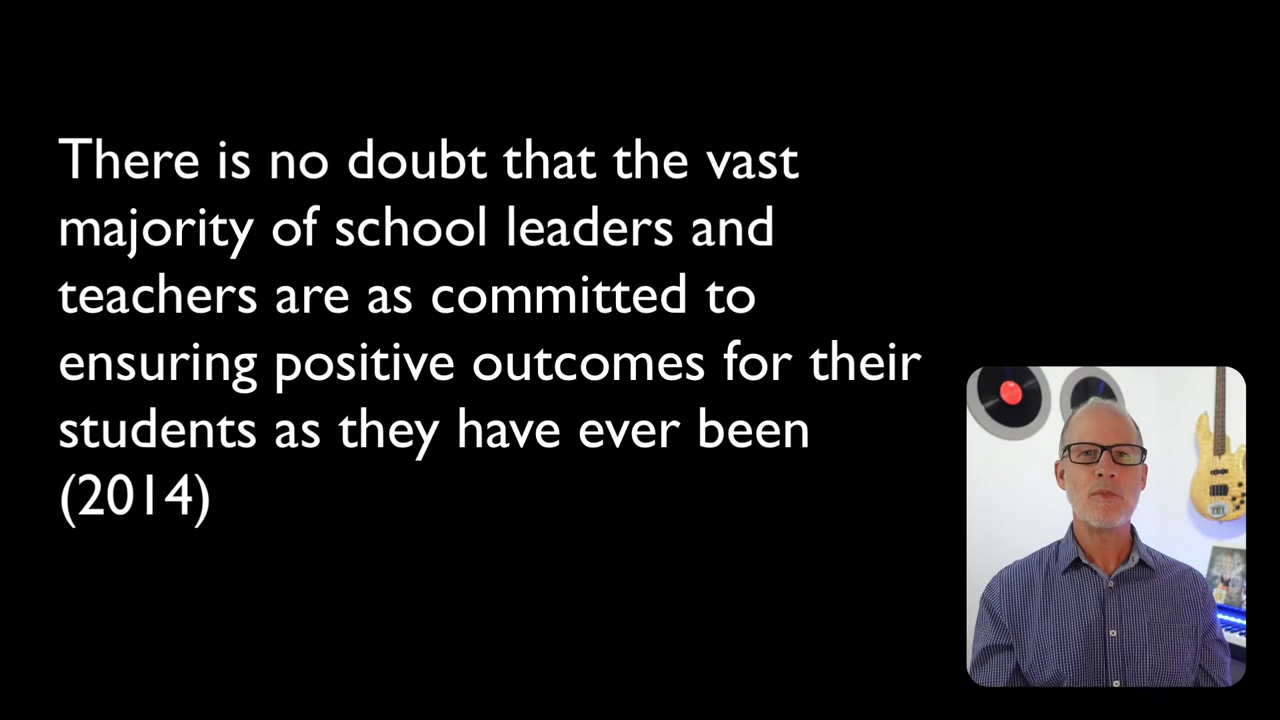 There is no doubt that the vast
majority of school leaders and
teachers are as committed to
ensuring positive outcomes for their
students as they have ever been
(2014)